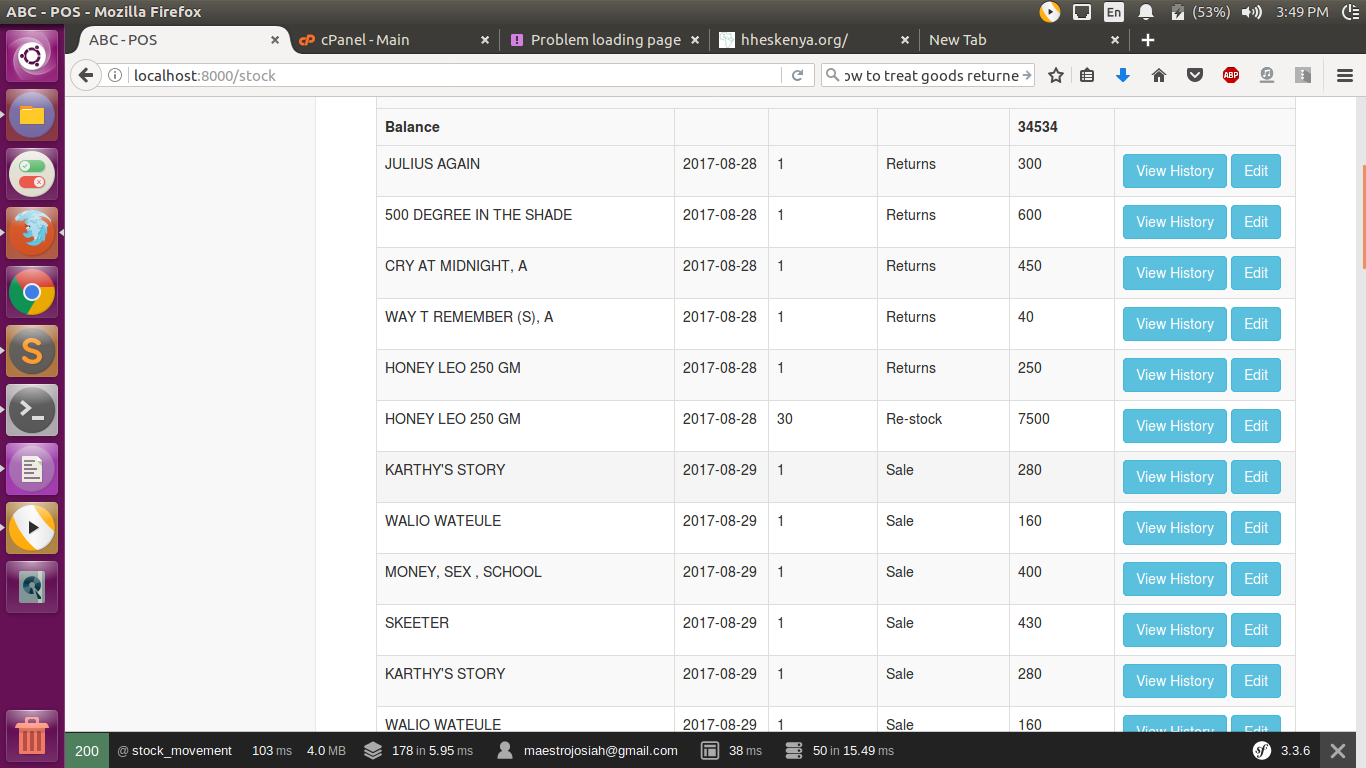 ABC - POS - Mozilla Firefox En (53%) 3:49 PM
ABC - POS × cP cPanel - Main × Problem loading page × hheskenya.org/ × New Tab × +
localhost:8000/stock ow to treat goods returne ABP
Balance 34534
JULIUS AGAIN 2017-08-28 1 Returns 300 View History Edit
500 DEGREE IN THE SHADE 2017-08-28 1 Returns 600 View History Edit
CRY AT MIDNIGHT, A 2017-08-28 1 Returns 450 View History Edit
WAY T REMEMBER (S), A 2017-08-28 1 Returns 40 View History Edit
HONEY LEO 250 GM 2017-08-28 1 Returns 250 View History Edit
HONEY LEO 250 GM 2017-08-28 30 Re-stock 7500 View History Edit
KARTHY'S STORY 2017-08-29 1 Sale 280 View History Edit
WALIO WATEULE 2017-08-29 1 Sale 160 View History Edit
MONEY, SEX , SCHOOL 2017-08-29 1 Sale 400 View History Edit
SKEETER 2017-08-29 1 Sale 430 View History Edit
KARTHY'S STORY 2017-08-29 1 Sale 280 View History Edit
WALIO WATEULE 2017-08-29 1 Sale 160 View History Edit
200 @ stock_movement 103 ms 4.0 MB 178 in 5.95 ms maestrojosiah@gmail.com 38 ms 50 in 15.49 ms sf 3.3.6